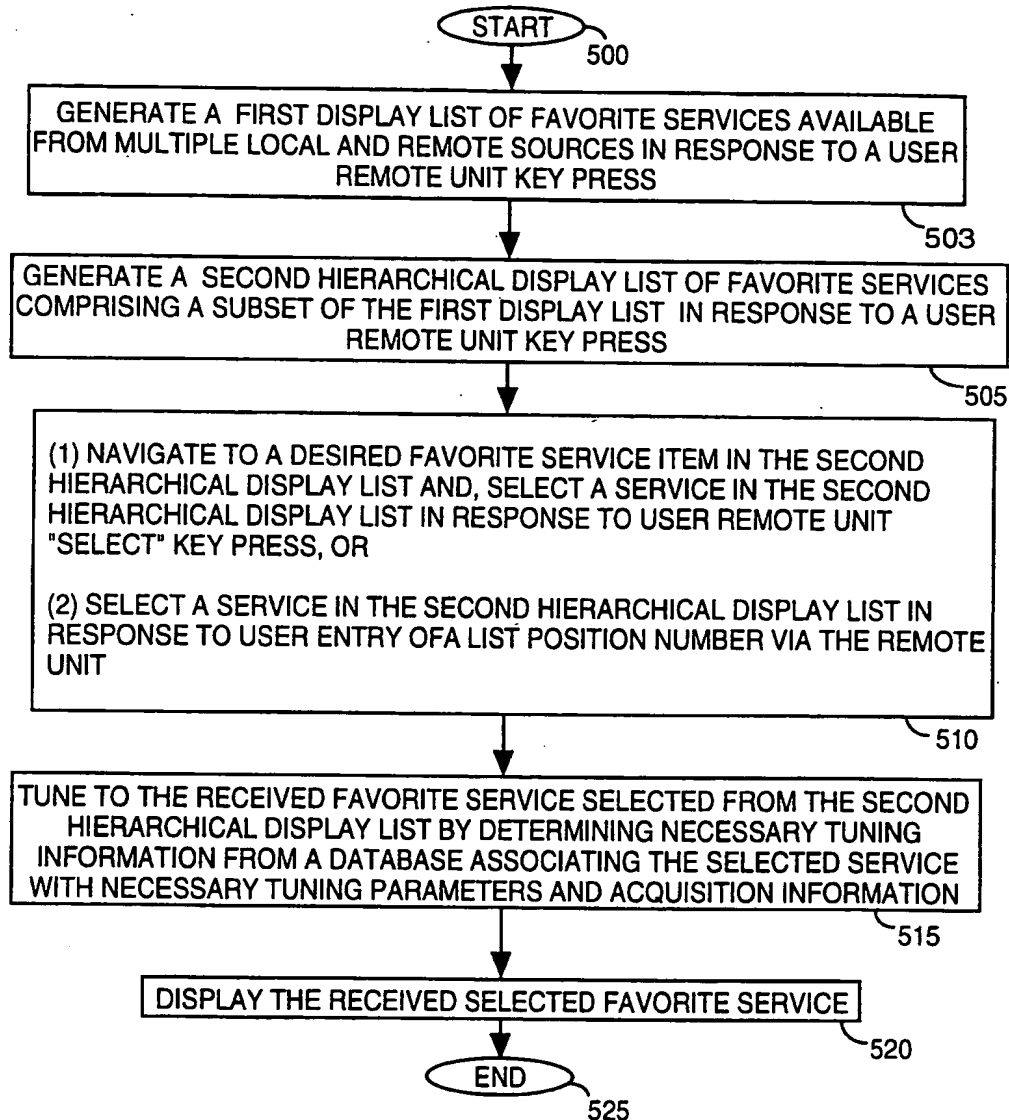 START
500
GENERATE A FIRST DISPLAY LIST OF FAVORITE SERVICES AVAILABLE
FROM MULTIPLE LOCAL AND REMOTE SOURCES IN RESPONSE TO A USER
REMOTE UNIT KEY PRESS
503
GENERATE A SECOND HIERARCHICAL DISPLAY LIST OF FAVORITE SERVICES
COMPRISING A SUBSET OF THE FIRST DISPLAY LIST IN RESPONSE TO A USER
REMOTE UNIT KEY PRESS
505
(1) NAVIGATE TO A DESIRED FAVORITE SERVICE ITEM IN THE SECOND
HIERARCHICAL DISPLAY LIST AND, SELECT A SERVICE IN THE SECOND
HIERARCHICAL DISPLAY LIST IN RESPONSE TO USER REMOTE UNIT
"SELECT" KEY PRESS, OR
(2) SELECT A SERVICE IN THE SECOND HIERARCHICAL DISPLAY LIST IN
RESPONSE TO USER ENTRY OFA LIST POSITION NUMBER VIA THE REMOTE
UNIT
510
TUNE TO THE RECEIVED FAVORITE SERVICE SELECTED FROM THE SECOND
HIERARCHICAL DISPLAY LIST BY DETERMINING NECESSARY TUNING
INFORMATION FROM A DATABASE ASSOCIATING THE SELECTED SERVICE
WITH NECESSARY TUNING PARAMETERS AND ACQUISITION INFORMATION
515
DISPLAY THE RECEIVED SELECTED FAVORITE SERVICE
520
END
525